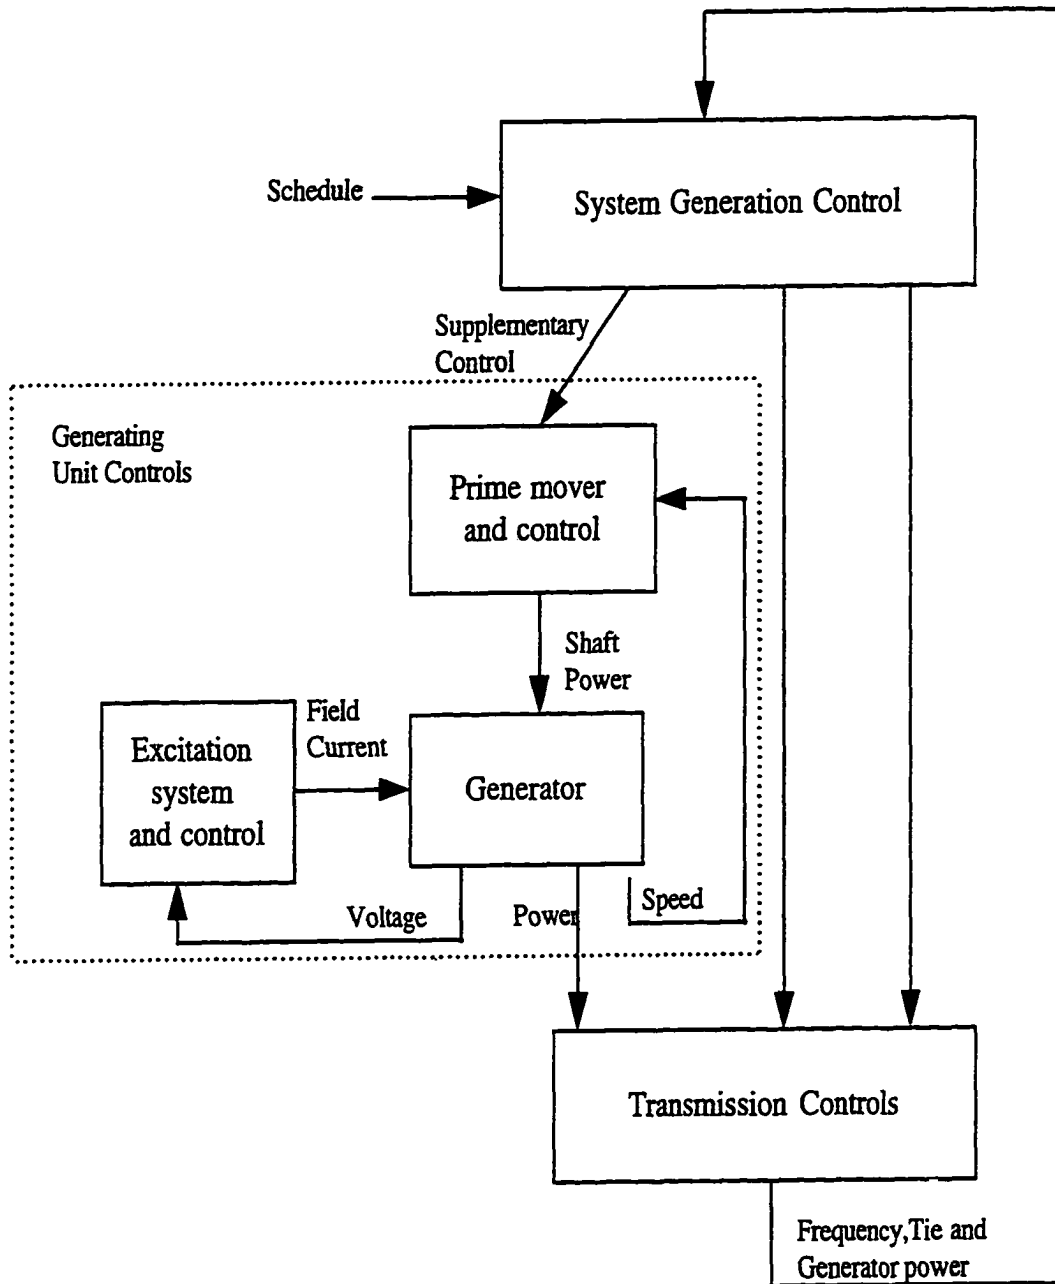 Schedule
System Generation Control
Supplementary
Control
Generating
Unit Controls
Prime mover
and control
Shaft
Power
Field
Current
Excitation
system
and control
Generator
Voltage
Power
Speed
Transmission Controls
Frequency,Tie and
Generator power